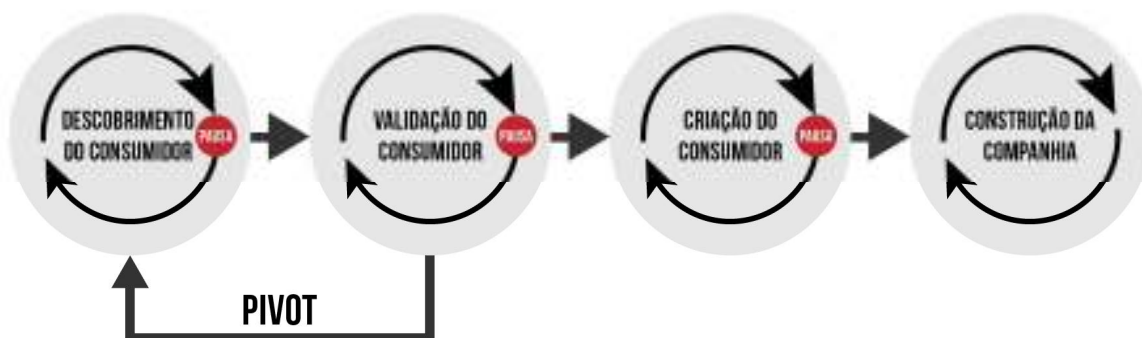 DESCOBRIMENTO
DO CONSUMIDOR
PAUSA
VALIDAÇÃO DO
CONSUMIDOR
PAUSA
CRIAÇÃO DO
CONSUMIDOR
PAUSA
CONSTRUÇÃO DA
COMPANHIA
PIVOT